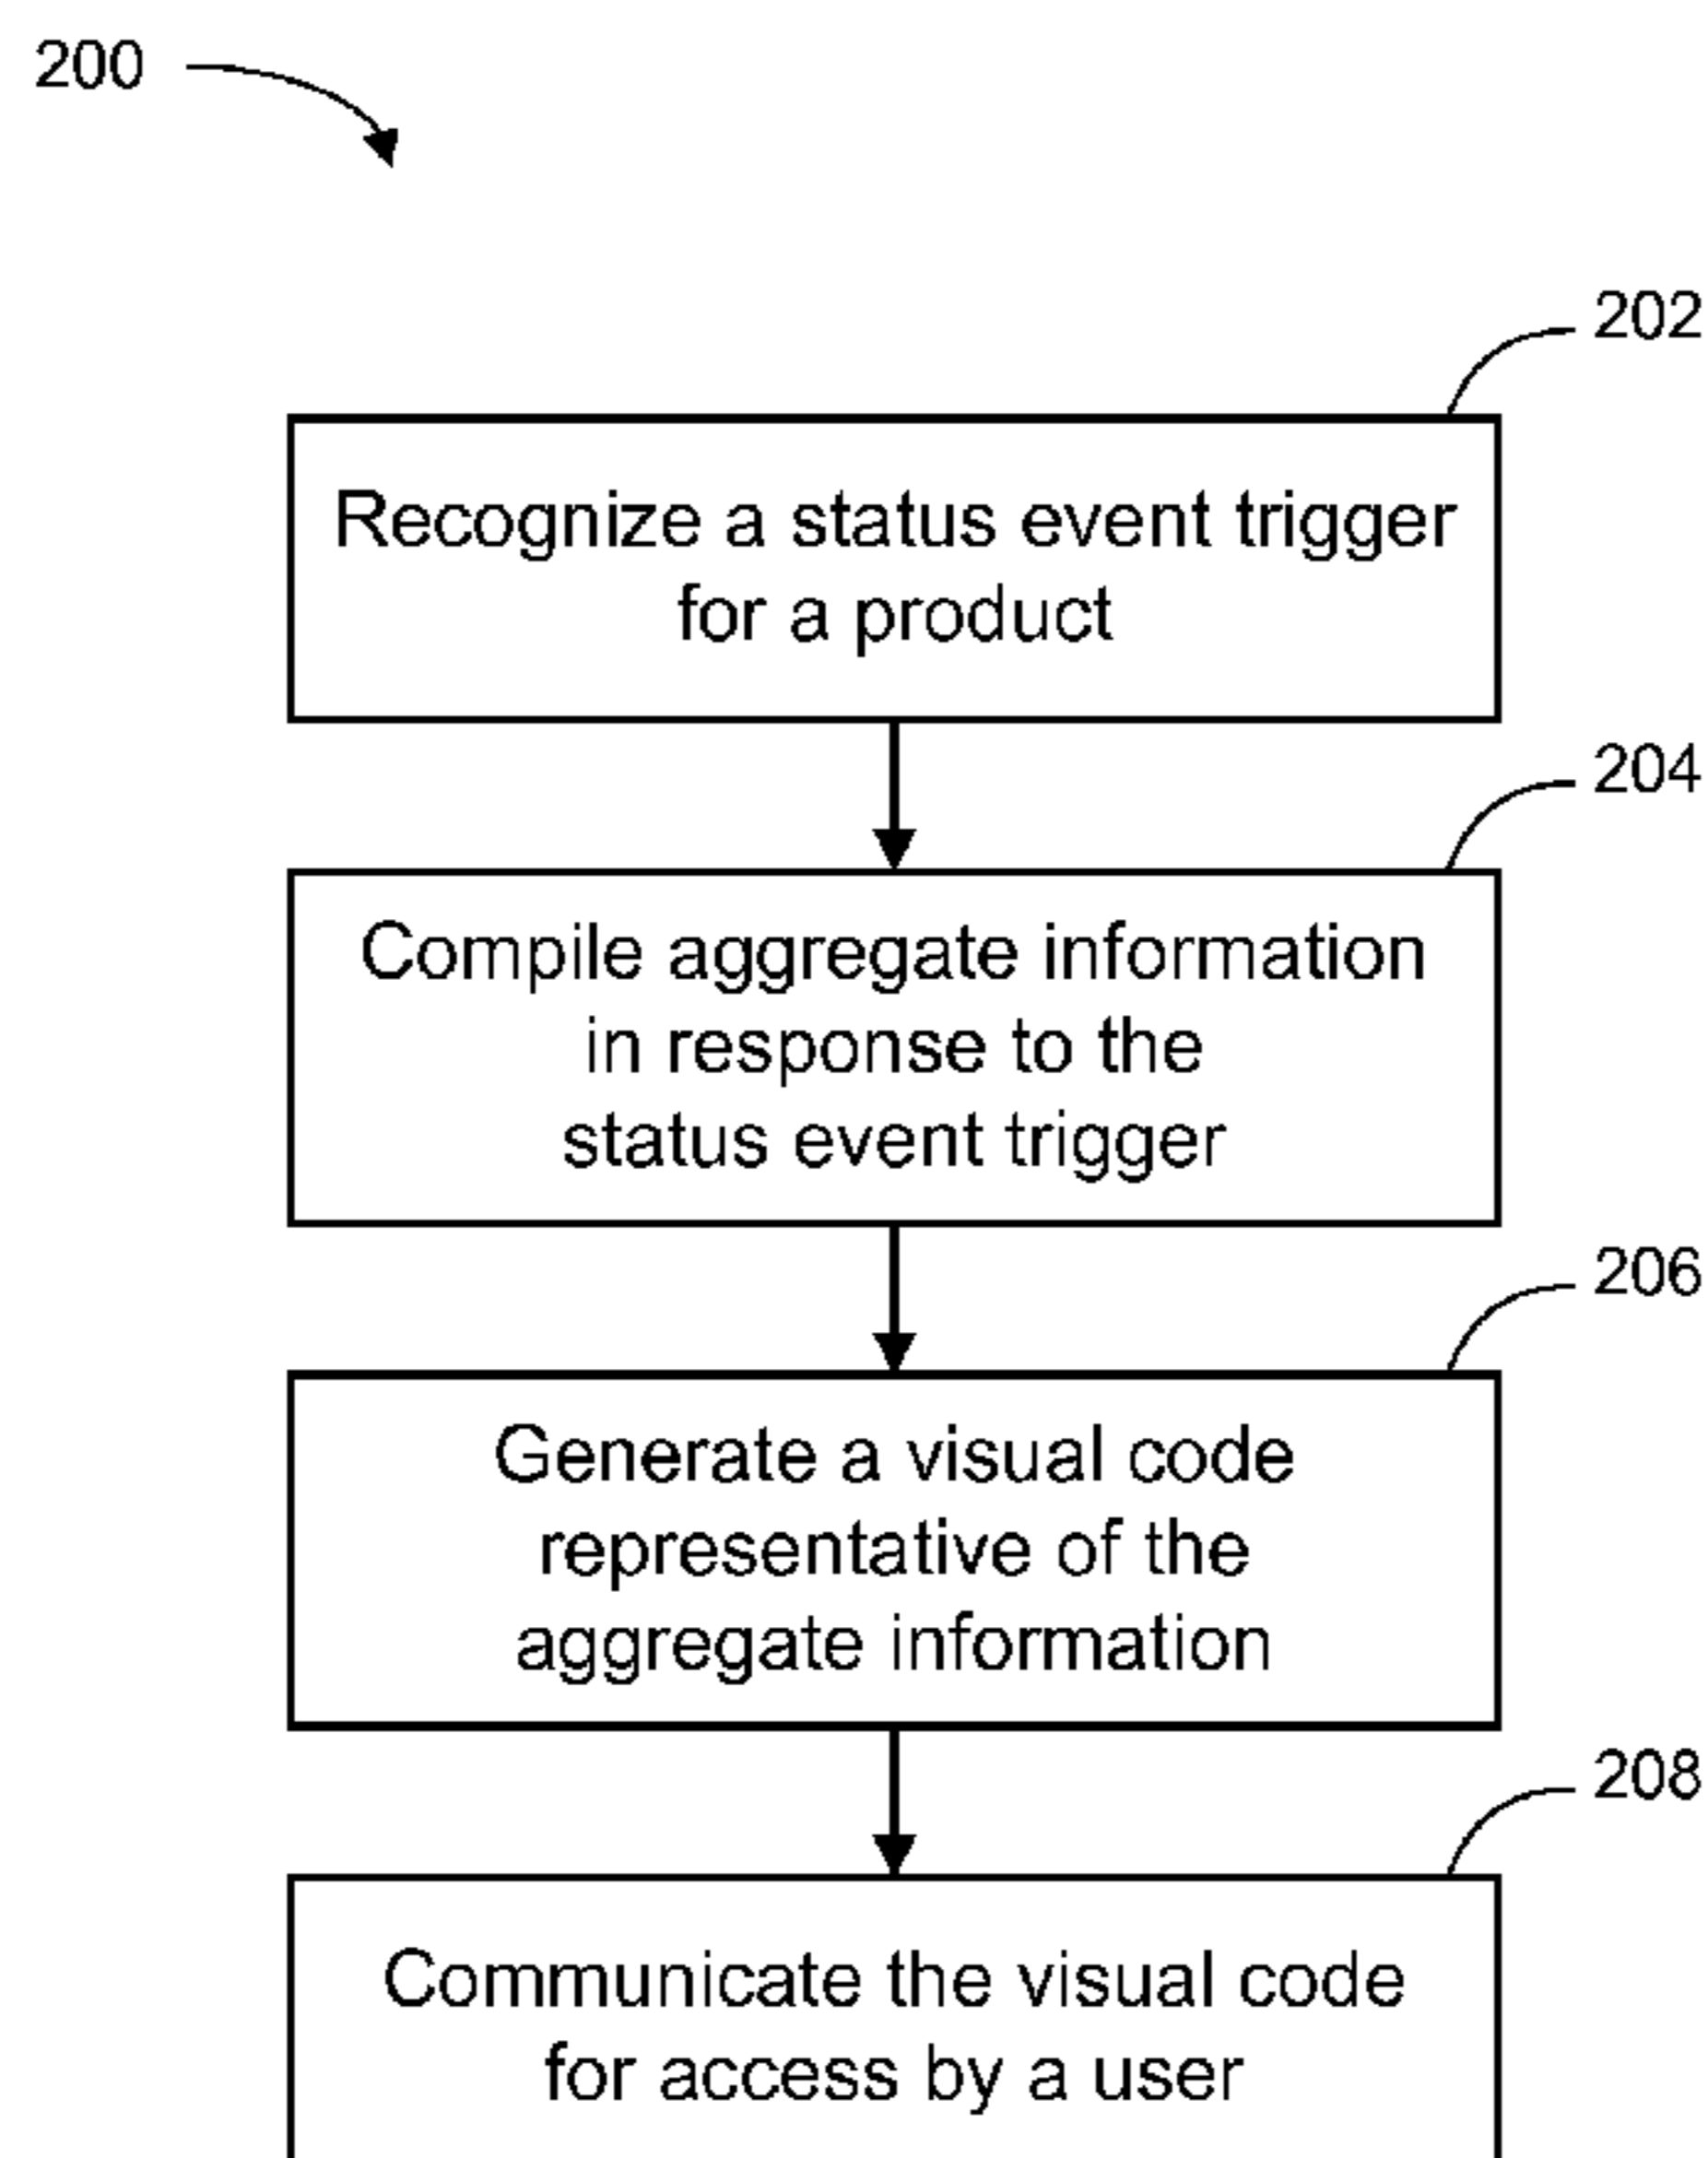 200
202
Recognize a status event trigger
for a product
204
Compile aggregate information
in response to the
status event trigger
206
Generate a visual code
representative of the
aggregate information
208
Communicate the visual code
for access by a user